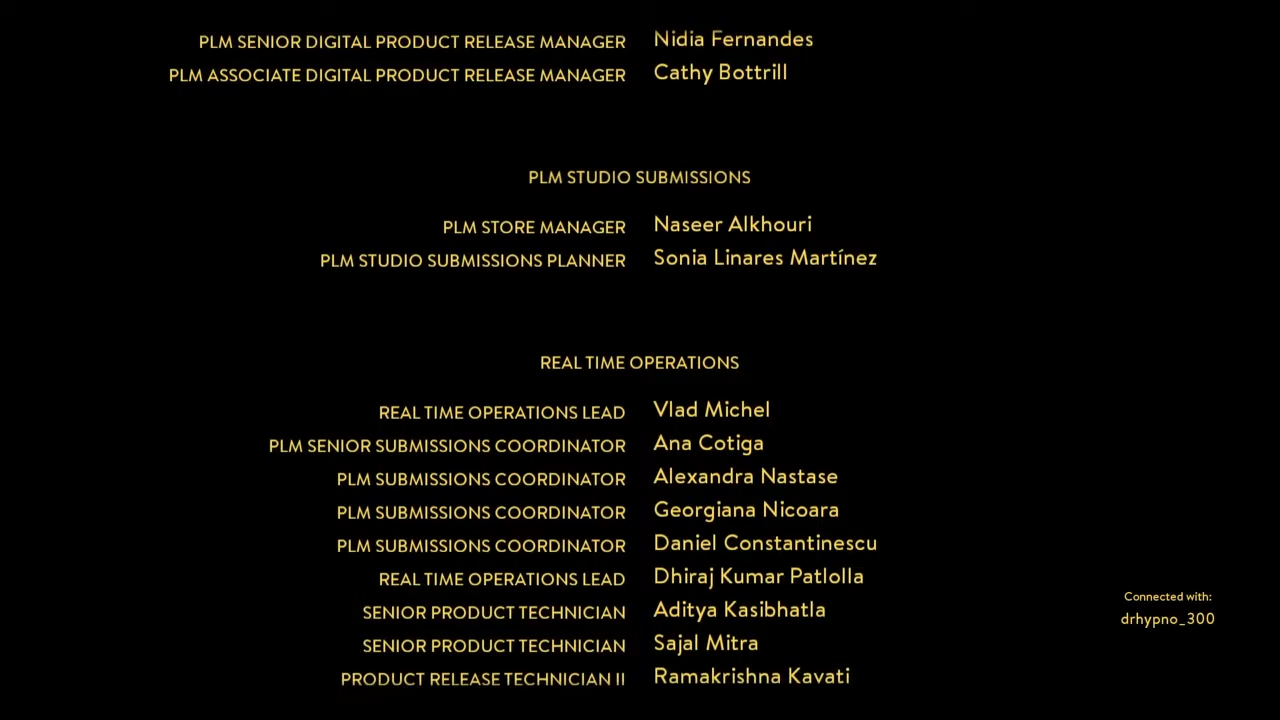 PLM SENIOR DIGITAL PRODUCT RELEASE MANAGER Nidia Fernandes
PLM ASSOCIATE DIGITAL PRODUCT RELEASE MANAGER Cathy Bottrill
PLM STUDIO SUBMISSIONS
PLM STORE MANAGER Naseer Alkhouri
PLM STUDIO SUBMISSIONS PLANNER Sonia Linares Martínez
REAL TIME OPERATIONS
REAL TIME OPERATIONS LEAD Vlad Michel
PLM SENIOR SUBMISSIONS COORDINATOR Ana Cotiga
PLM SUBMISSIONS COORDINATOR Alexandra Nastase
PLM SUBMISSIONS COORDINATOR Georgiana Nicoara
PLM SUBMISSIONS COORDINATOR Daniel Constantinescu
REAL TIME OPERATIONS LEAD Dhiraj Kumar Patlolla
SENIOR PRODUCT TECHNICIAN Aditya Kasibhatla
SENIOR PRODUCT TECHNICIAN Sajal Mitra
PRODUCT RELEASE TECHNICIAN II Ramakrishna Kavati
Connected with:
drhypno_300